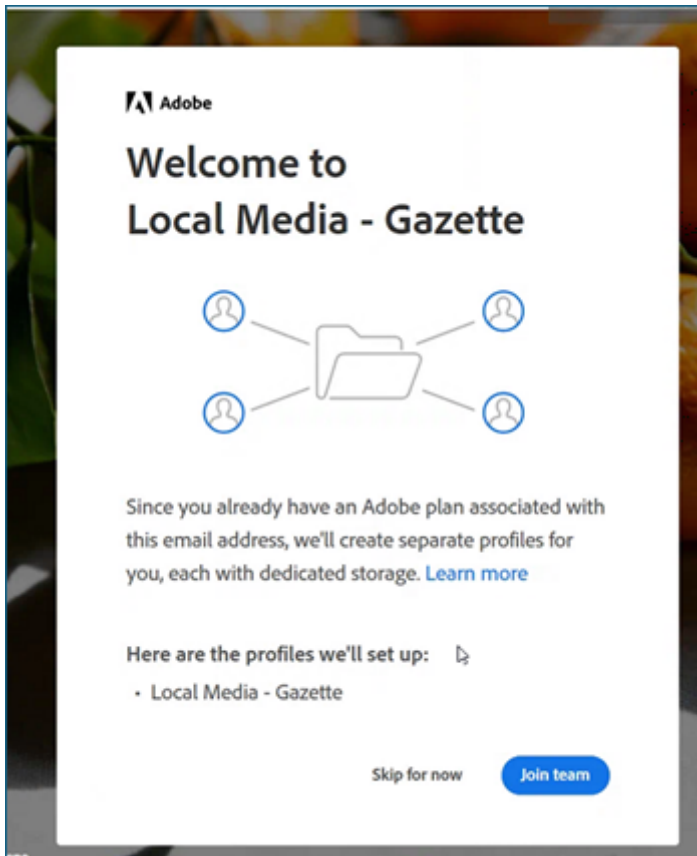 Adobe
Welcome to
Local Media - Gazette
Since you already have an Adobe plan associated with
this email address, we'll create separate profiles for
you, each with dedicated storage. Learn more
Here are the profiles we'll set up:
• Local Media - Gazette
Skip for now
Join team